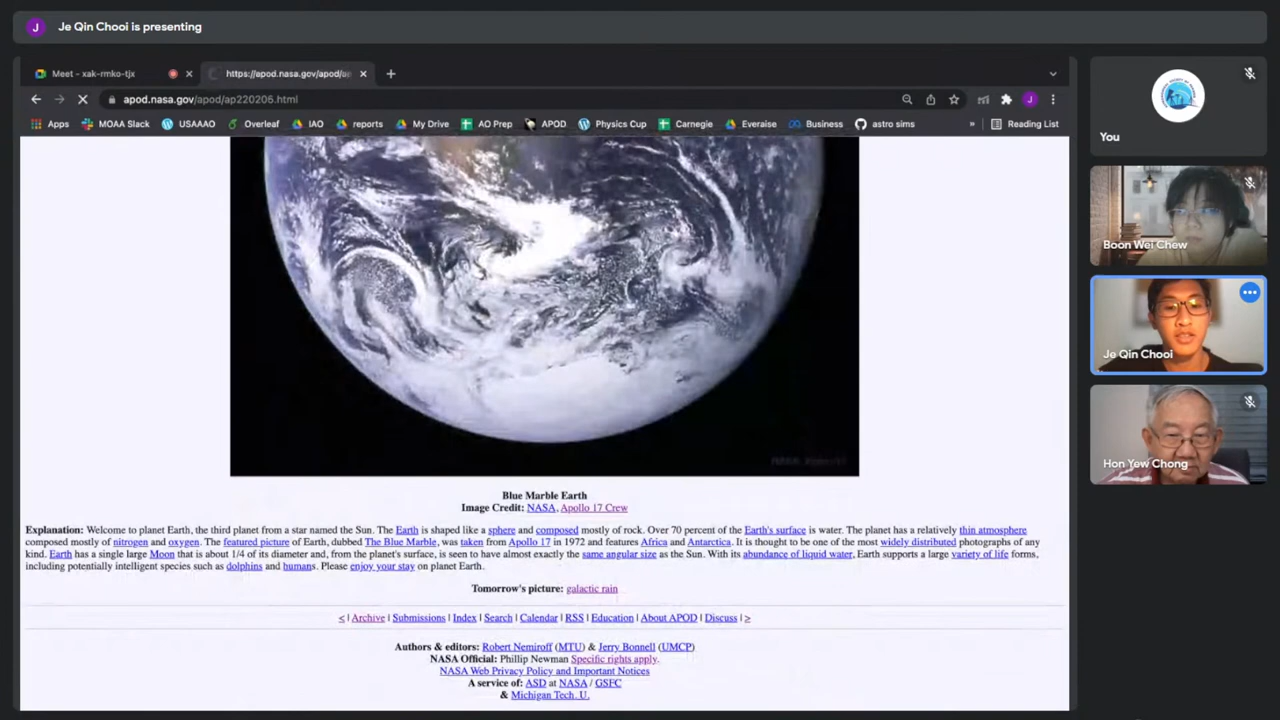 J Je Qin Chooi is presenting
Meet - xak-rmko-tjx
https://apod.nasa.gov/apod/a
apod.nasa.gov/apod/ap220206.html
J
Apps MOAA Slack USAAAO Overleaf IAO reports My Drive AO Prep APOD Physics Cup Carnegie Everaise Business astro sims » Reading List
Blue Marble Earth
Image Credit: NASA, Apollo 17 Crew
Explanation: Welcome to planet Earth, the third planet from a star named the Sun. The Earth is shaped like a sphere and composed mostly of rock. Over 70 percent of the Earth's surface is water. The planet has a relatively thin atmosphere
composed mostly of nitrogen and oxygen. The featured picture of Earth, dubbed The Blue Marble, was taken from Apollo 17 in 1972 and features Africa and Antarctica. It is thought to be one of the most widely distributed photographs of any
kind. Earth has a single large Moon that is about 1/4 of its diameter and, from the planet's surface, is seen to have almost exactly the same angular size as the Sun. With its abundance of liquid water, Earth supports a large variety of life forms,
including potentially intelligent species such as dolphins and humans. Please enjoy your stay on planet Earth.
Tomorrow's picture: galactic rain
< | Archive | Submissions | Index | Search | Calendar | RSS | Education | About APOD | Discuss | >
Authors & editors: Robert Nemiroff (MTU) & Jerry Bonnell (UMCP)
NASA Official: Phillip Newman Specific rights apply.
NASA Web Privacy Policy and Important Notices
A service of: ASD at NASA / GSFC
& Michigan Tech. U.
You
Boon Wei Chew
Je Qin Chooi
Hon Yew Chong